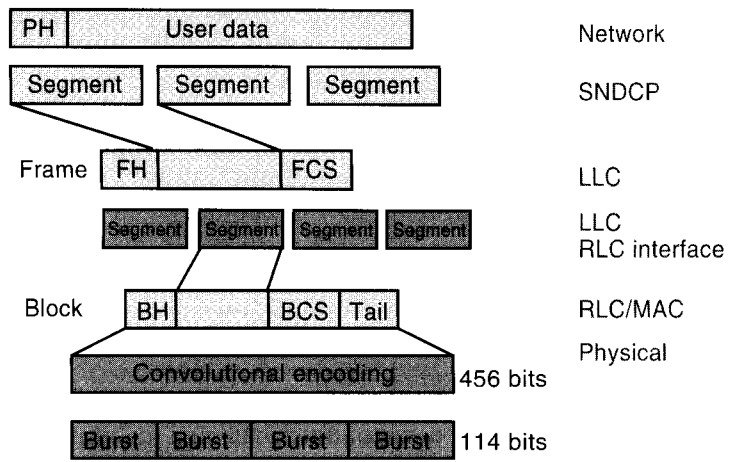 PH User data Network
Segment Segment Segment SNDCP
Frame FH FCS LLC
Segment Segment Segment Segment LLC
RLC interface
Block BH BCS Tail RLC/MAC
Physical
Convolutional encoding 456 bits
Burst Burst Burst Burst 114 bits